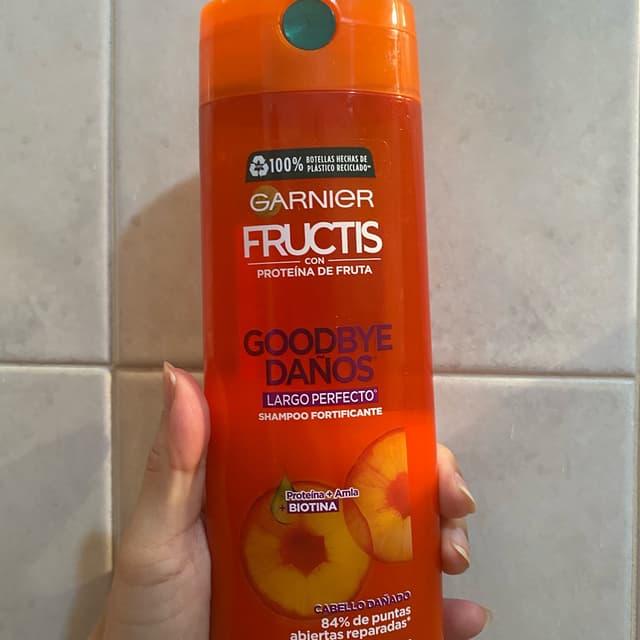 100% BOTELLAS HECHAS DE
PLÁSTICO RECICLADO**
GARNIER
FRUCTIS
CON
PROTEÍNA DE FRUTA
GOODBYE
DAÑOS
LARGO PERFECTO*
SHAMPOO FORTIFICANTE
Proteína + Amla
+ BIOTINA
CABELLO DAÑADO
84% de puntas
abiertas reparadas*